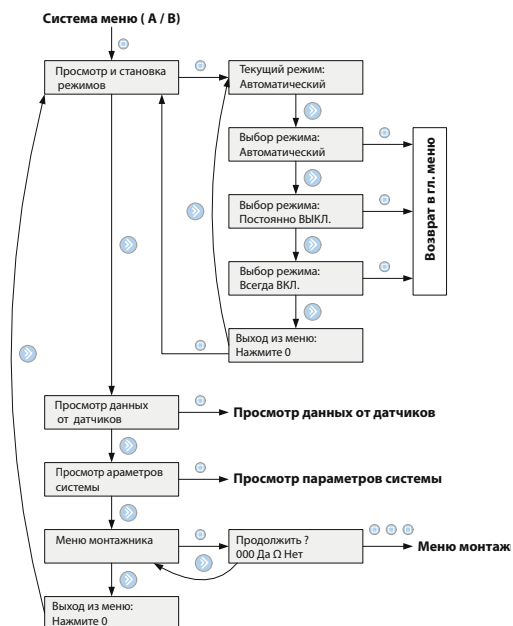 Система меню ( А / В)
Просмотр и становка
режимов
Текущий режим:
Автоматический
Выбор режима:
Автоматический
Выбор режима:
Постоянно ВЫКЛ.
Выбор режима:
Всегда ВКЛ.
Выход из меню:
Нажмите 0
Возврат в гл. меню
Просмотр данных
от датчиков
Просмотр данных от датчиков
Просмотр араметров
системы
Просмотр параметров системы
Меню монтажника
Продолжить ?
000 Да Ω Нет
Меню монтаж
Выход из меню:
Нажмите 0